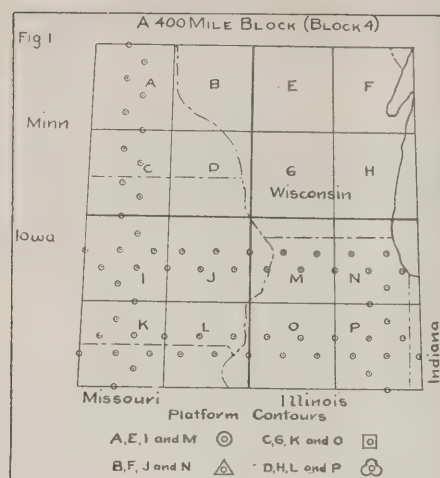 A 400 MILE BLOCK (BLOCK 4)
Fig 1
A B E F
Minn
C D G H
Wisconsin
Iowa
I J M N
K L O P
Indiana
Missouri Illinois
Platform Contours
A,E,I and M C,G,K and O
B,F,J and N D,H,L and P